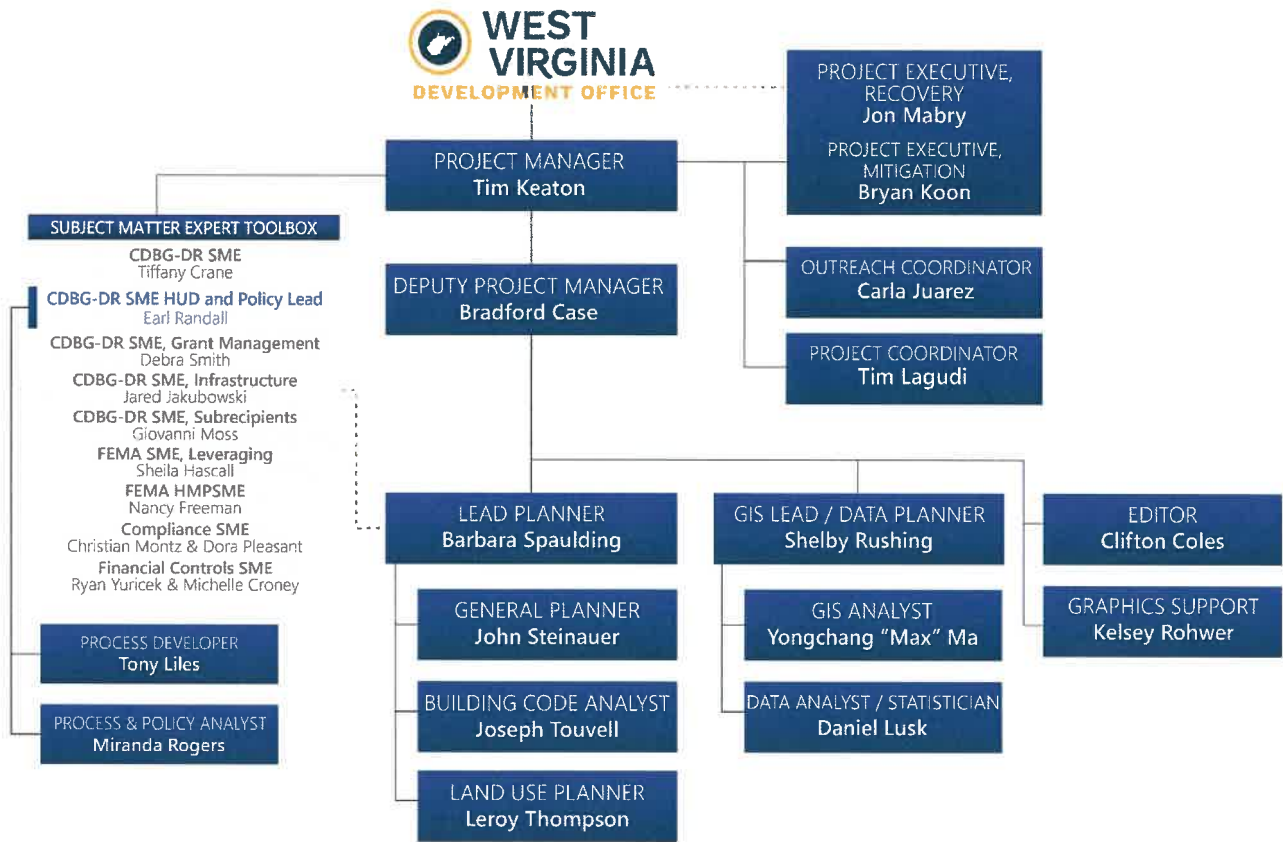 WEST
VIRGINIA
DEVELOPMENT OFFICE
PROJECT EXECUTIVE,
RECOVERY
Jon Mabry
PROJECT EXECUTIVE,
MITIGATION
Bryan Koon
PROJECT MANAGER
Tim Keaton
SUBJECT MATTER EXPERT TOOLBOX
CDBG-DR SME
Tiffany Crane
CDBG-DR SME HUD and Policy Lead
Earl Randall
CDBG-DR SME, Grant Management
Debra Smith
CDBG-DR SME, Infrastructure
Jared Jakubowski
CDBG-DR SME, Subrecipients
Giovanni Moss
FEMA SME, Leveraging
Sheila Hascall
FEMA HMPSME
Nancy Freeman
Compliance SME
Christian Montz & Dora Pleasant
Financial Controls SME
Ryan Yuricek & Michelle Croney
PROCESS DEVELOPER
Tony Liles
PROCESS & POLICY ANALYST
Miranda Rogers
DEPUTY PROJECT MANAGER
Bradford Case
OUTREACH COORDINATOR
Carla Juarez
PROJECT COORDINATOR
Tim Lagudi
LEAD PLANNER
Barbara Spaulding
GENERAL PLANNER
John Steinauer
BUILDING CODE ANALYST
Joseph Touvell
LAND USE PLANNER
Leroy Thompson
GIS LEAD / DATA PLANNER
Shelby Rushing
GIS ANALYST
Yongchang "Max" Ma
DATA ANALYST / STATISTICIAN
Daniel Lusk
EDITOR
Clifton Coles
GRAPHICS SUPPORT
Kelsey Rohwer